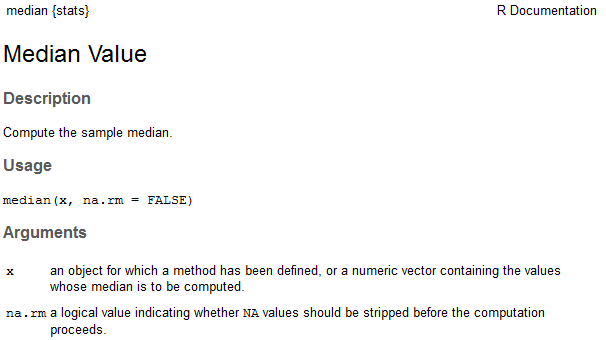 median {stats} R Documentation
Median Value
Description
Compute the sample median.
Usage
median(x, na.rm = FALSE)
Arguments
x an object for which a method has been defined, or a numeric vector containing the values
whose median is to be computed.
na.rm a logical value indicating whether NA values should be stripped before the computation
proceeds.